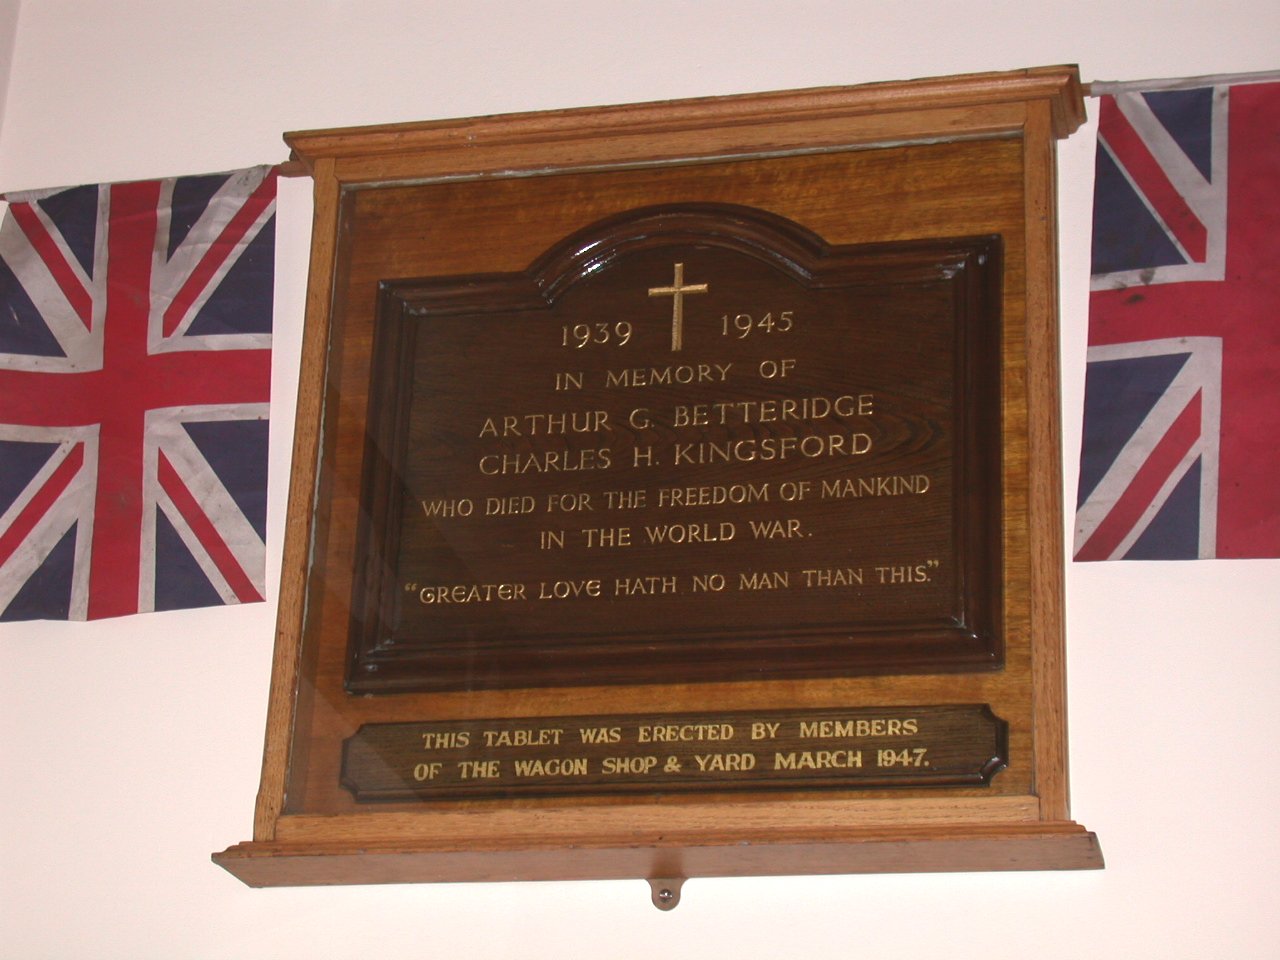 1939 1945
IN MEMORY OF
ARTHUR G. BETTERIDGE
CHARLES H. KINGSFORD
WHO DIED FOR THE FREEDOM OF MANKIND
IN THE WORLD WAR.
“GREATER LOVE HATH NO MAN THAN THIS.”
THIS TABLET WAS ERECTED BY MEMBERS
OF THE WAGON SHOP & YARD MARCH 1947.